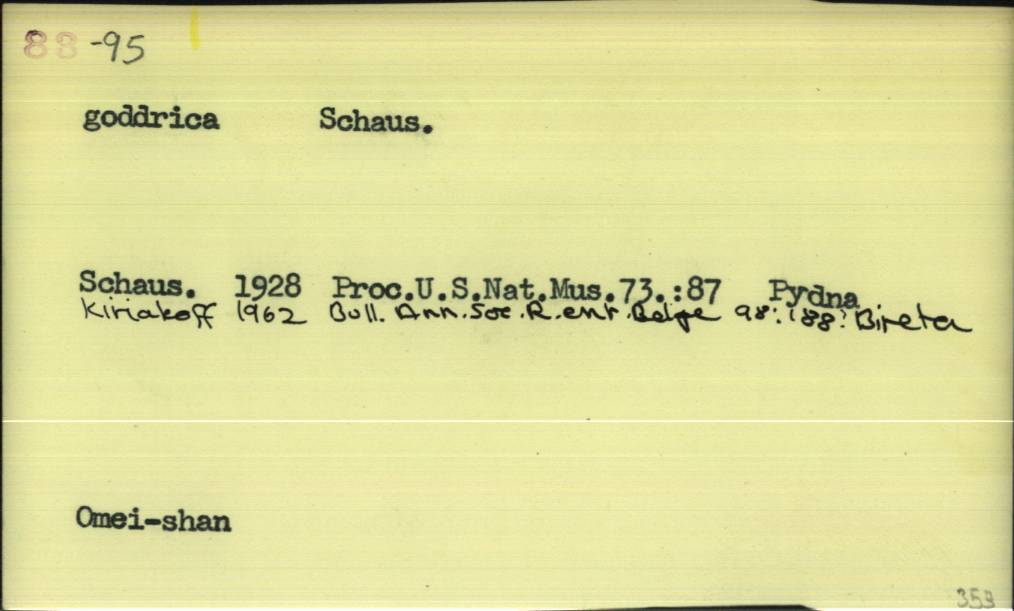 88-95
goddrica Schaus.
Schaus. 1928 Proc.U.S.Nat.Mus.73.:87 Pydna
Kiriakoff 1962 Bull. Ann. Soc. R. ent. Belge 98: 188: Bireta
Omei-shan
353